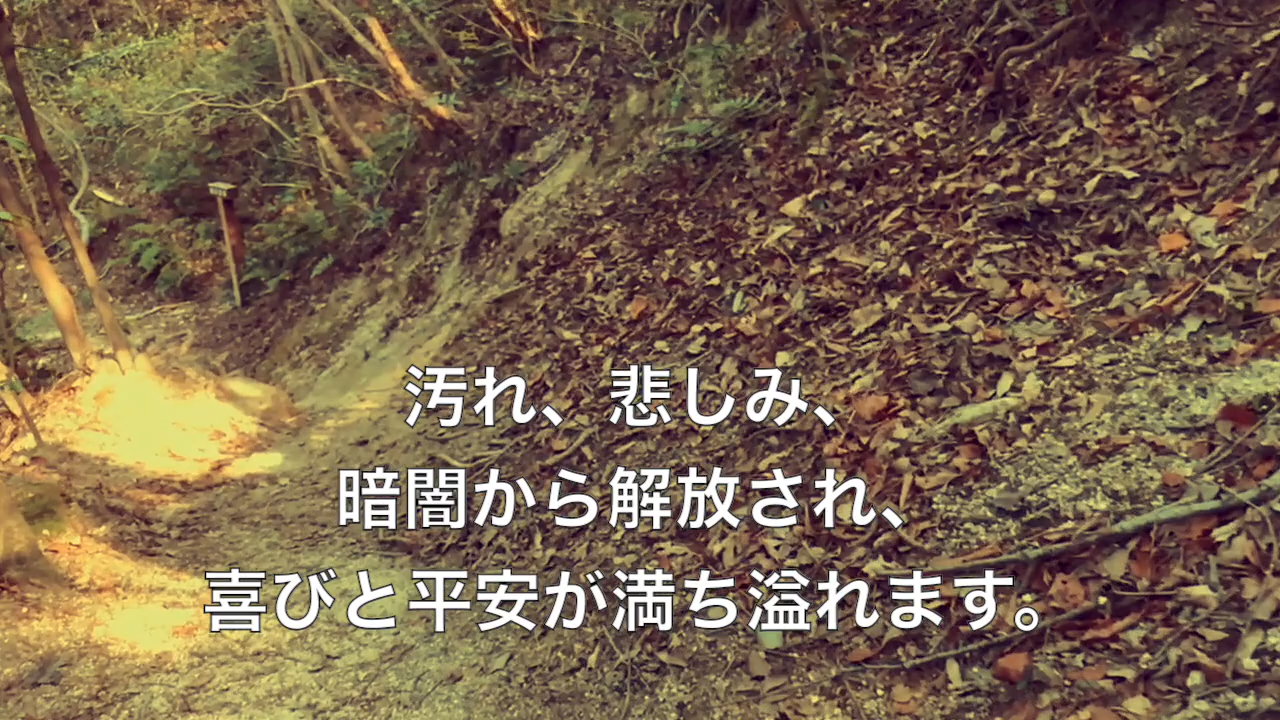 汚れ、悲しみ、
暗闇から解放され、
喜びと平安が満ち溢れます。